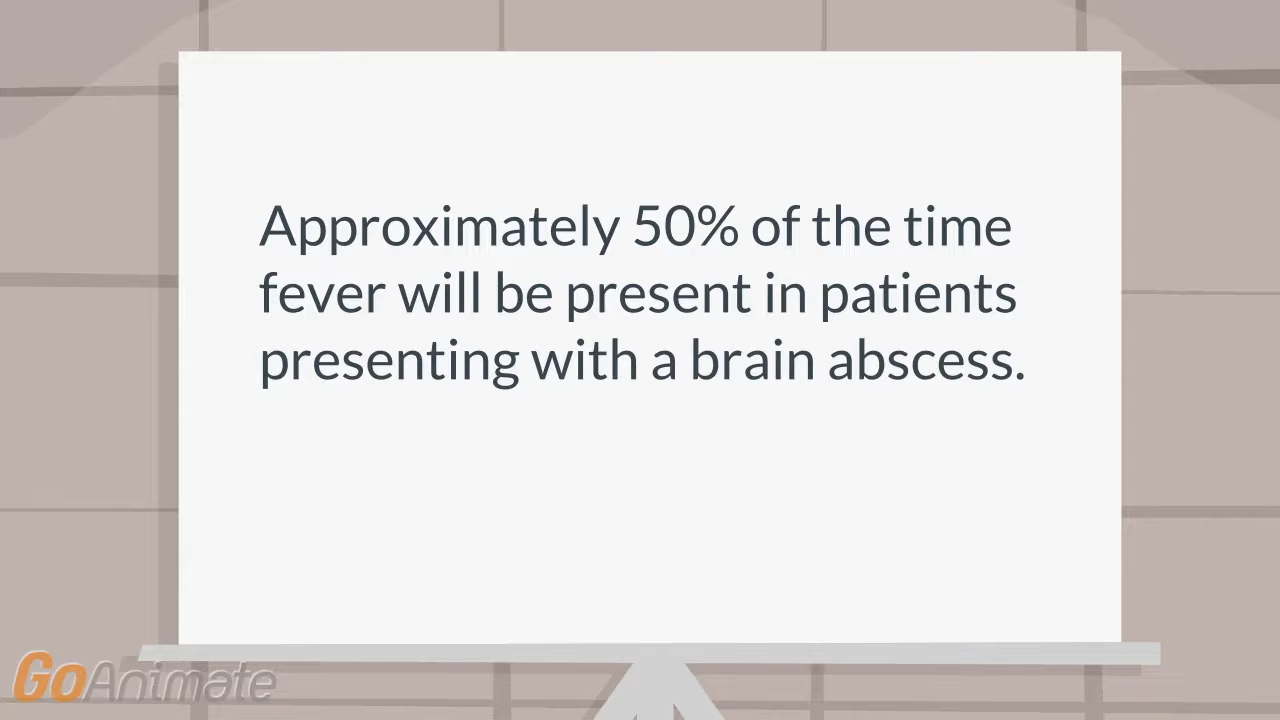 Approximately 50% of the time
fever will be present in patients
presenting with a brain abscess.
GoAnimate